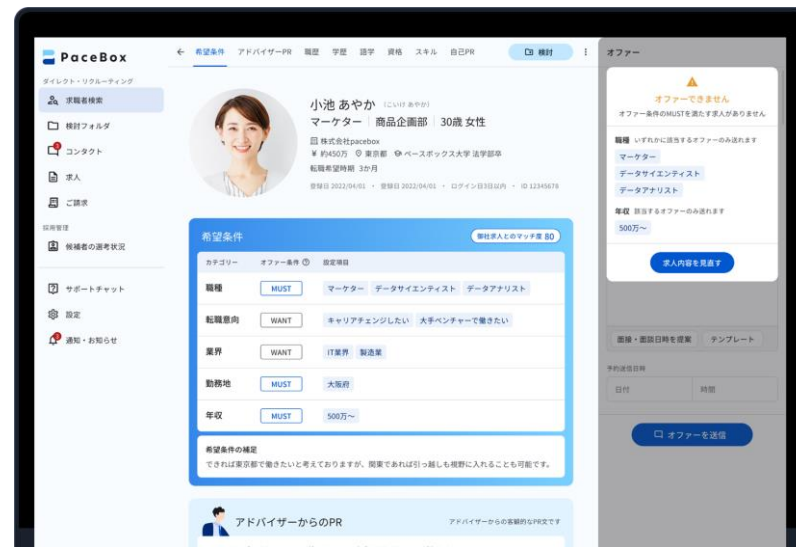 PaceBox
ダイレクト・リクルーティング
求職者検索
検討フォルダ
コンタクト
求人
ご請求
採用管理
候補者の選考状況
サポートチャット
設定
通知・お知らせ
← 希望条件 アドバイザーPR 職歴 学歴 語学 資格 スキル 自己PR 検討
小池 あやか （こいけ あやか）
マーケター 商品企画部 30歳 女性
株式会社pacebox
¥ 約450万 東京都 ペースボックス大学 法学部卒
転職希望時期 3か月
登録日 2022/04/01 ・ 登録日 2022/04/01 ・ ログイン日3日以内 ・ ID 12345678
希望条件 御社求人とのマッチ度 80
カテゴリー オファー条件 設定項目
職種 MUST マーケター データサイエンティスト データアナリスト
転職意向 WANT キャリアチェンジしたい 大手ベンチャーで働きたい
業界 WANT IT業界 製造業
勤務地 MUST 大阪府
年収 MUST 500万〜
希望条件の補足
できれば東京都で働きたいと考えておりますが、関東であれば引っ越しも視野に入れることも可能です。
アドバイザーからのPR アドバイザーからの客観的なPR文です
オファー
オファーできません
オファー条件のMUSTを満たす求人がありません
職種 いずれかに該当するオファーのみ送れます
マーケター
データサイエンティスト
データアナリスト
年収 該当するオファーのみ送れます
500万〜
求人内容を見直す
面接・面談日時を提案 テンプレート
予約送信日時
日付 時間
オファーを送信